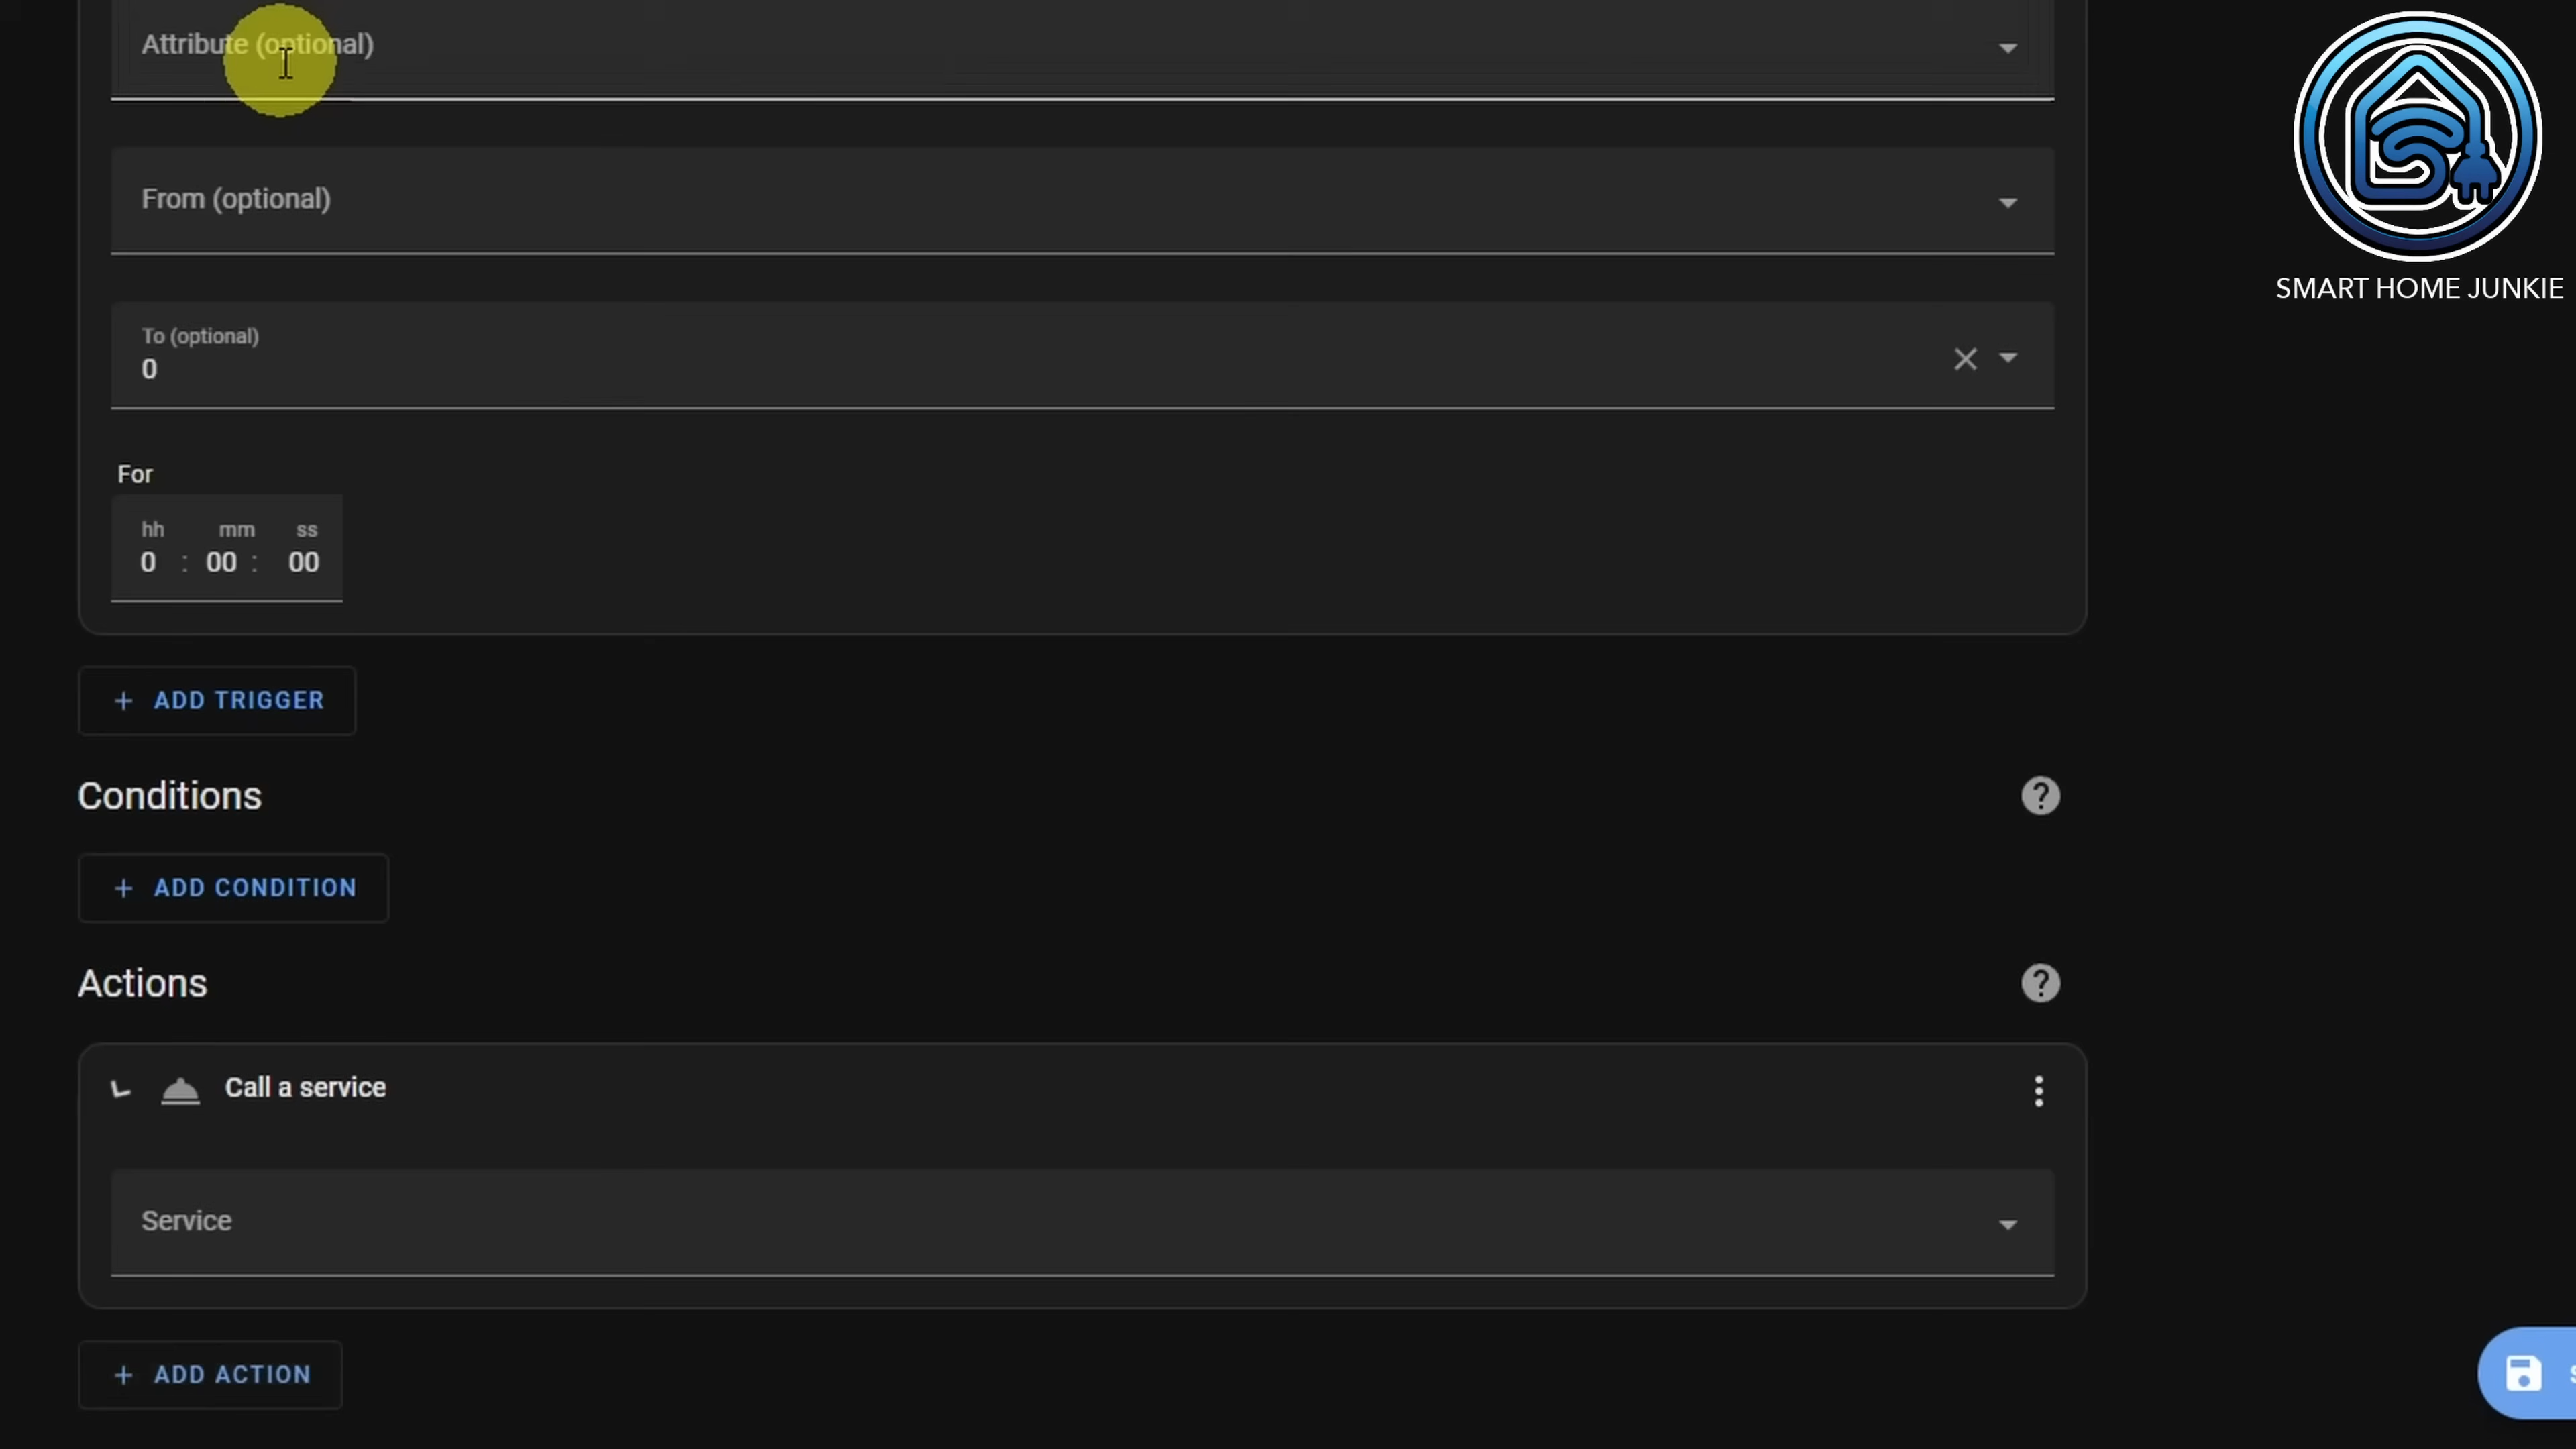 Attribute (optional)
SMART HOME JUNKIE
From (optional)
To (optional)
0
For
hh mm ss
0 : 00 : 00
+ ADD TRIGGER
Conditions
?
+ ADD CONDITION
Actions
?
Call a service
Service
+ ADD ACTION